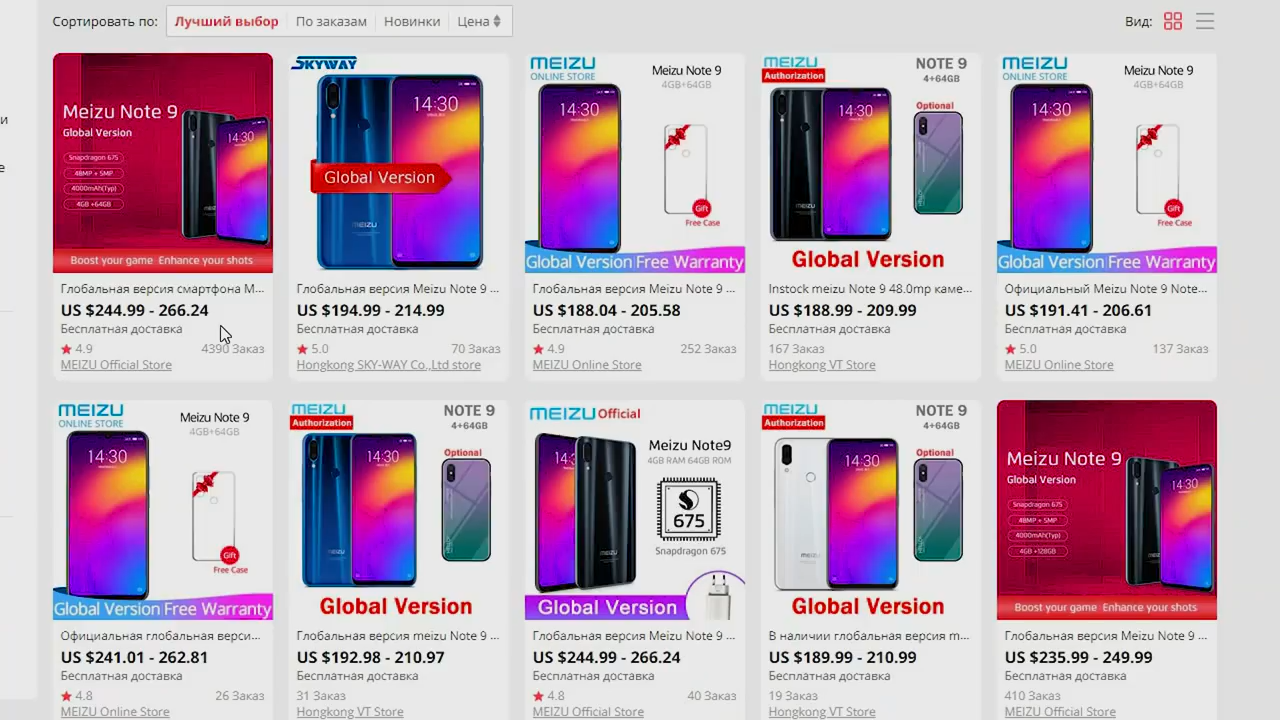 Сортировать по: Лучший выбор По заказам Новинки Цена Вид:
и
е
Meizu Note 9
Global Version
Snapdragon 675
48MP + 5MP
4000mAh(Typ)
4GB +64GB
14:30
Boost your game Enhance your shots
Глобальная версия смартфона M...
US $244.99 - 266.24
Бесплатная доставка
4.9 4390 Заказ
MEIZU Official Store
SKYWAY
14:30
Global Version
MEIZU
Глобальная версия Meizu Note 9 ...
US $194.99 - 214.99
Бесплатная доставка
5.0 70 Заказ
Hongkong SKY-WAY Co.,Ltd store
MEIZU
ONLINE STORE
Meizu Note 9
4GB+64GB
14:30
Gift
Free Case
Global Version Free Warranty
Глобальная версия Meizu Note 9 ...
US $188.04 - 205.58
Бесплатная доставка
4.9 252 Заказ
MEIZU Online Store
MEIZU
Authorization
NOTE 9
4+64GB
Optional
14:30
MEIZU
Global Version
Instock meizu Note 9 48.0mp каме...
US $188.99 - 209.99
Бесплатная доставка
167 Заказ
Hongkong VT Store
MEIZU
ONLINE STORE
Meizu Note 9
4GB+64GB
14:30
Gift
Free Case
Global Version Free Warranty
Официальный Meizu Note 9 Note...
US $191.41 - 206.61
Бесплатная доставка
5.0 137 Заказ
MEIZU Online Store
MEIZU
ONLINE STORE
Meizu Note 9
4GB+64GB
14:30
Gift
Free Case
Global Version Free Warranty
Официальная глобальная верси...
US $241.01 - 262.81
Бесплатная доставка
4.8 26 Заказ
MEIZU Online Store
MEIZU
Authorization
NOTE 9
4+64GB
Optional
14:30
MEIZU
Global Version
Глобальная версия meizu Note 9 ...
US $192.98 - 210.97
Бесплатная доставка
31 Заказ
Hongkong VT Store
MEIZU Official
Meizu Note9
4GB RAM 64GB ROM
14:3
675
Snapdragon 675
MEIZU
Global Version
Глобальная версия Meizu Note 9 ...
US $244.99 - 266.24
Бесплатная доставка
4.8 40 Заказ
MEIZU Official Store
MEIZU
Authorization
NOTE 9
4+64GB
Optional
14:30
MEIZU
Global Version
В наличии глобальная версия m...
US $189.99 - 210.99
Бесплатная доставка
19 Заказ
Hongkong VT Store
Meizu Note 9
Global Version
Snapdragon 675
48MP + 5MP
4000mAh(Typ)
4GB +128GB
14:30
Boost your game Enhance your shots
Глобальная версия Meizu Note 9 ...
US $235.99 - 249.99
Бесплатная доставка
410 Заказ
MEIZU Official Store